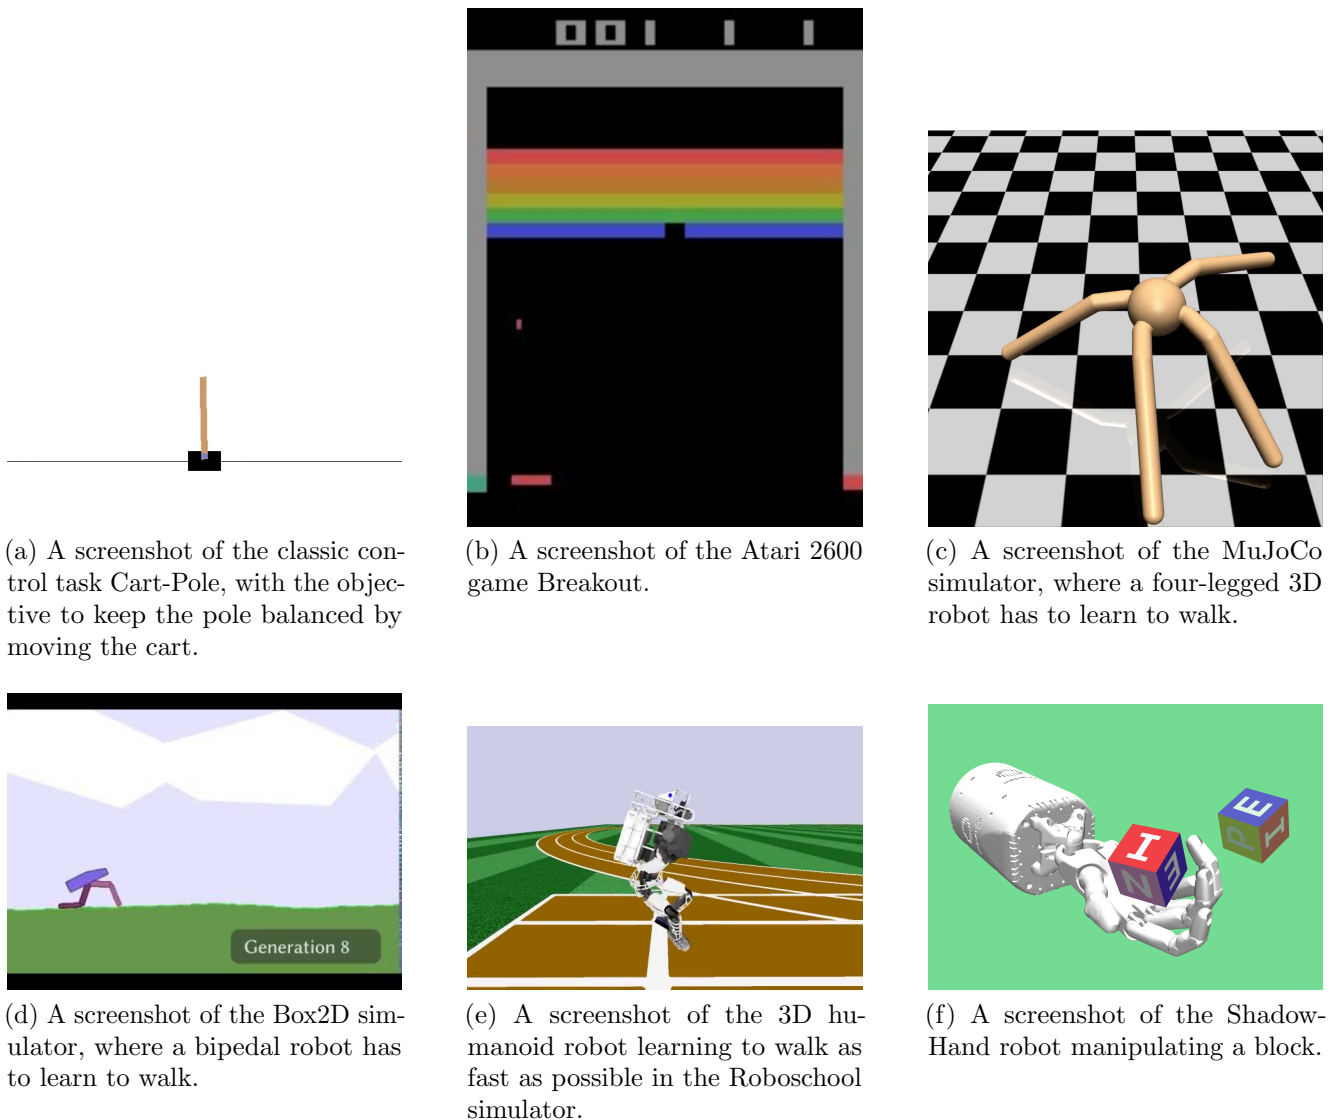 001 1 1
(a) A screenshot of the classic con-
trol task Cart-Pole, with the objec-
tive to keep the pole balanced by
moving the cart.
(b) A screenshot of the Atari 2600
game Breakout.
(c) A screenshot of the MuJoCo
simulator, where a four-legged 3D
robot has to learn to walk.
Generation 8
I
N
E
E
P
I
(d) A screenshot of the Box2D sim-
ulator, where a bipedal robot has
to learn to walk.
(e) A screenshot of the 3D hu-
manoid robot learning to walk as
fast as possible in the Roboschool
simulator.
(f) A screenshot of the Shadow-
Hand robot manipulating a block.